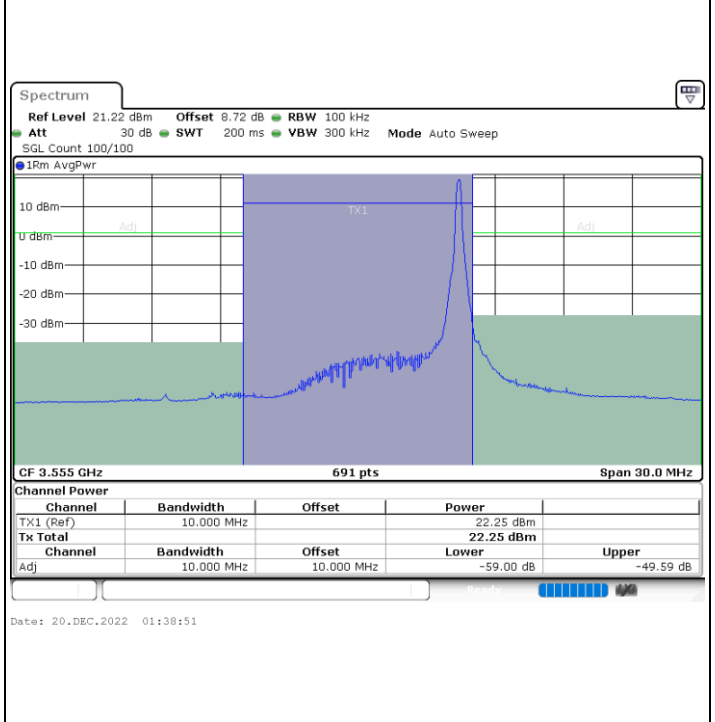 Spectrum
Ref Level 21.22 dBm Offset 8.72 dB RBW 100 kHz
Att 30 dB SWT 200 ms VBW 300 kHz Mode Auto Sweep
SGL Count 100/100
1Rm AvgPwr
10 dBm
TX1
Adj
Adj
0 dBm
-10 dBm
-20 dBm
-30 dBm
CF 3.555 GHz 691 pts Span 30.0 MHz
Channel Power
Channel Bandwidth Offset Power
TX1 (Ref) 10.000 MHz 22.25 dBm
Tx Total 22.25 dBm
Channel Bandwidth Offset Lower Upper
Adj 10.000 MHz 10.000 MHz -59.00 dB -49.59 dB
Ready
Date: 20.DEC.2022 01:38:51